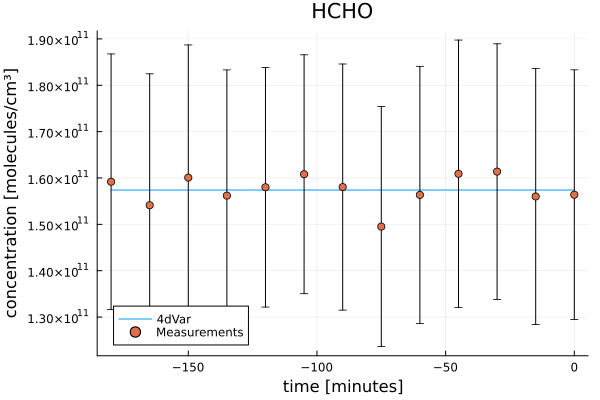 HCHO
concentration [molecules/cm³]
1.90×10¹¹
1.80×10¹¹
1.70×10¹¹
1.60×10¹¹
1.50×10¹¹
1.40×10¹¹
1.30×10¹¹
4dVar
Measurements
−150 −100 −50 0
time [minutes]